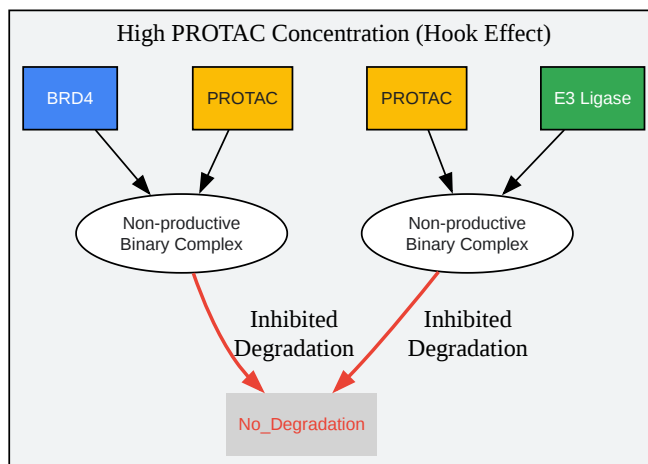 High PROTAC Concentration (Hook Effect)
BRD4
PROTAC
PROTAC
E3 Ligase
Non-productive
Binary Complex
Non-productive
Binary Complex
Inhibited
Degradation
Inhibited
Degradation
No_Degradation